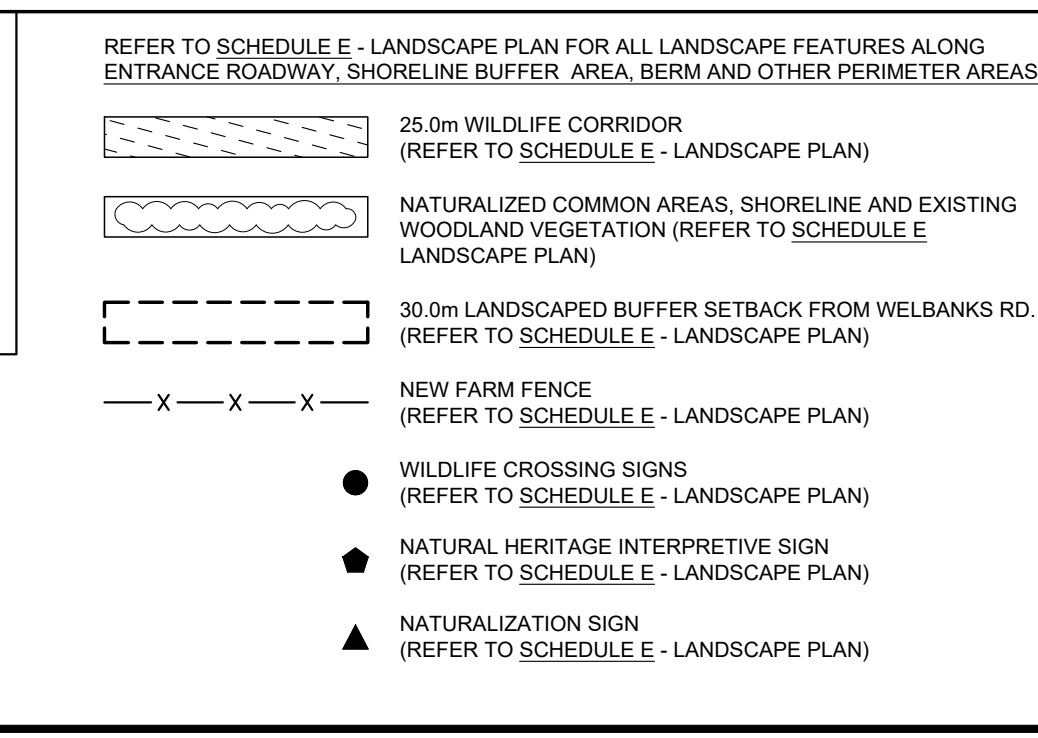 REFER TO SCHEDULE E - LANDSCAPE PLAN FOR ALL LANDSCAPE FEATURES ALONG
ENTRANCE ROADWAY, SHORELINE BUFFER AREA, BERM AND OTHER PERIMETER AREAS
25.0m WILDLIFE CORRIDOR
(REFER TO SCHEDULE E - LANDSCAPE PLAN)
NATURALIZED COMMON AREAS, SHORELINE AND EXISTING
WOODLAND VEGETATION (REFER TO SCHEDULE E
LANDSCAPE PLAN)
30.0m LANDSCAPED BUFFER SETBACK FROM WELBANKS RD.
(REFER TO SCHEDULE E - LANDSCAPE PLAN)
X X X
NEW FARM FENCE
(REFER TO SCHEDULE E - LANDSCAPE PLAN)
WILDLIFE CROSSING SIGNS
(REFER TO SCHEDULE E - LANDSCAPE PLAN)
NATURAL HERITAGE INTERPRETIVE SIGN
(REFER TO SCHEDULE E - LANDSCAPE PLAN)
NATURALIZATION SIGN
(REFER TO SCHEDULE E - LANDSCAPE PLAN)